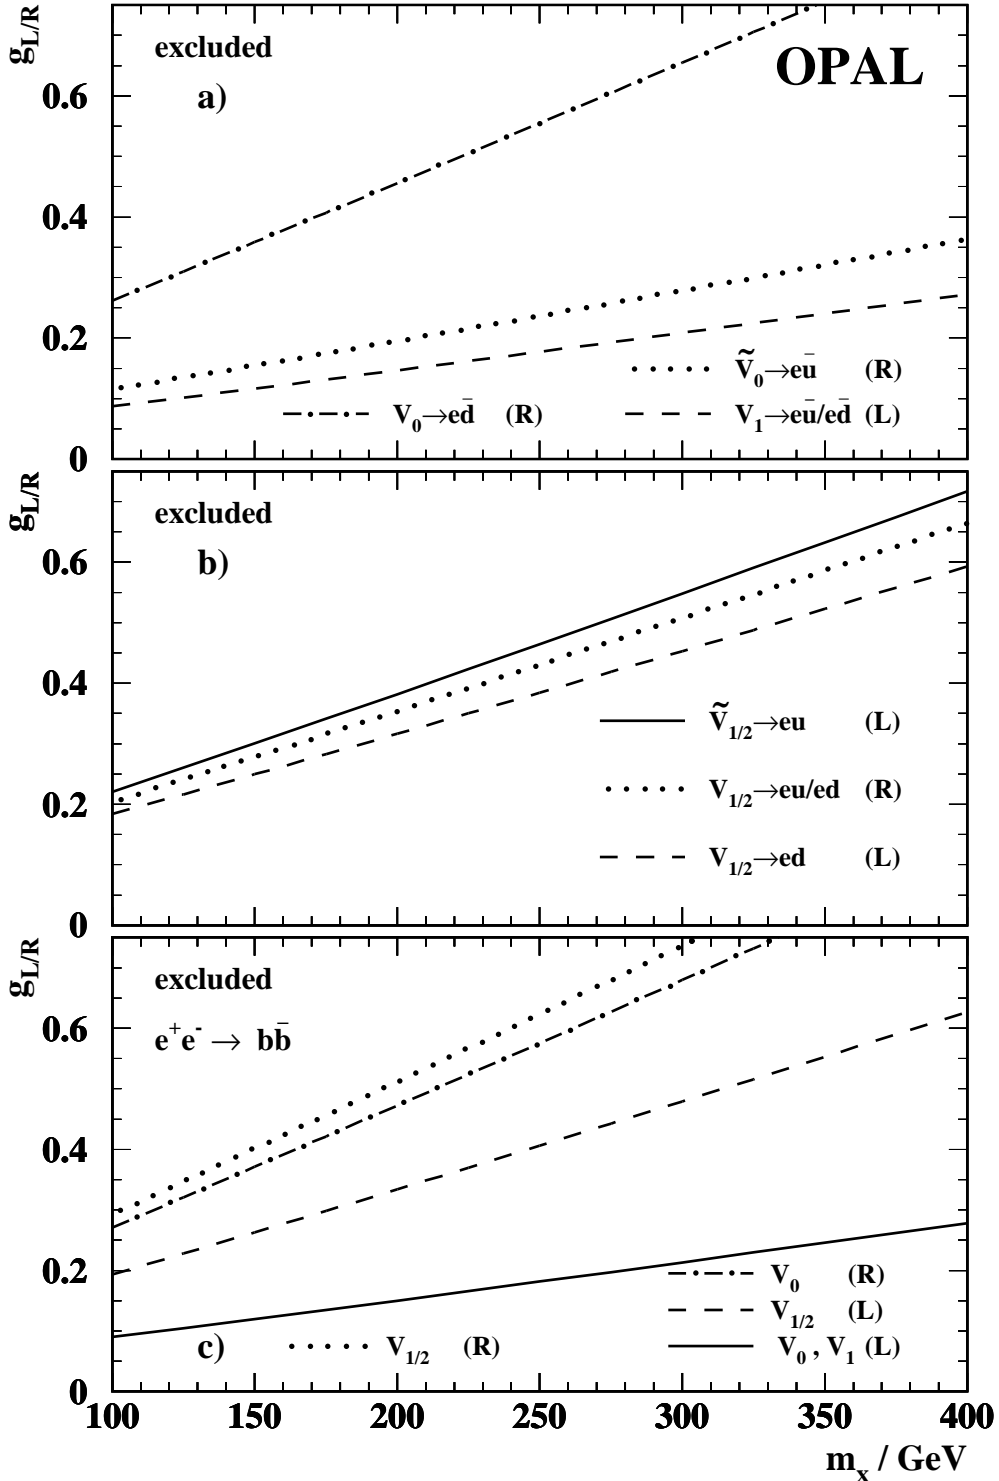 g_L/R
excluded
OPAL
a)
0.6
0.4
0.2
0
Ṽ_0→eū (R)
V_0→ed̄ (R)
V_1→eū/ed̄ (L)
g_L/R
excluded
b)
0.6
0.4
0.2
0
Ṽ_1/2→eu (L)
V_1/2→eu/ed (R)
V_1/2→ed (L)
g_L/R
excluded
e⁺e⁻ → bb̄
0.6
0.4
0.2
0
V_0 (R)
V_1/2 (L)
c)
V_1/2 (R)
V_0 , V_1 (L)
100 150 200 250 300 350 400
m_x / GeV